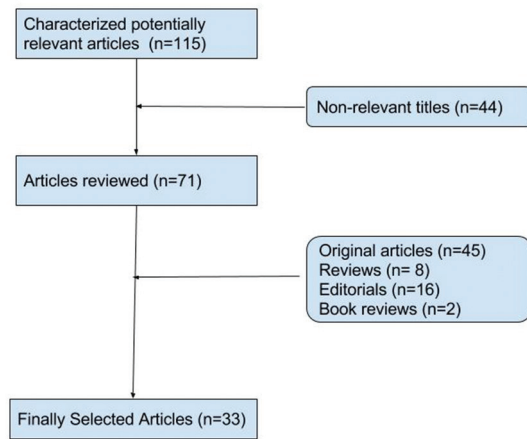 Characterized potentially
relevant articles (n=115)
Non-relevant titles (n=44)
Articles reviewed (n=71)
Original articles (n=45)
Reviews (n= 8)
Editorials (n=16)
Book reviews (n=2)
Finally Selected Articles (n=33)